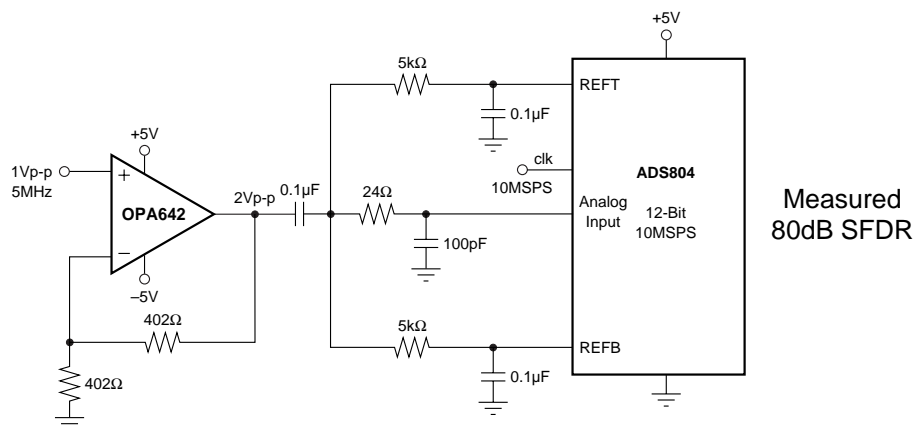 +5V
5kΩ
REFT
0.1µF
+5V
clk
ADS804
1Vp-p
5MHz
+
OPA642
2Vp-p
0.1µF
10MSPS
24Ω
Analog
Input
12-Bit
10MSPS
Measured
80dB SFDR
–
100pF
–5V
402Ω
5kΩ
REFB
402Ω
0.1µF